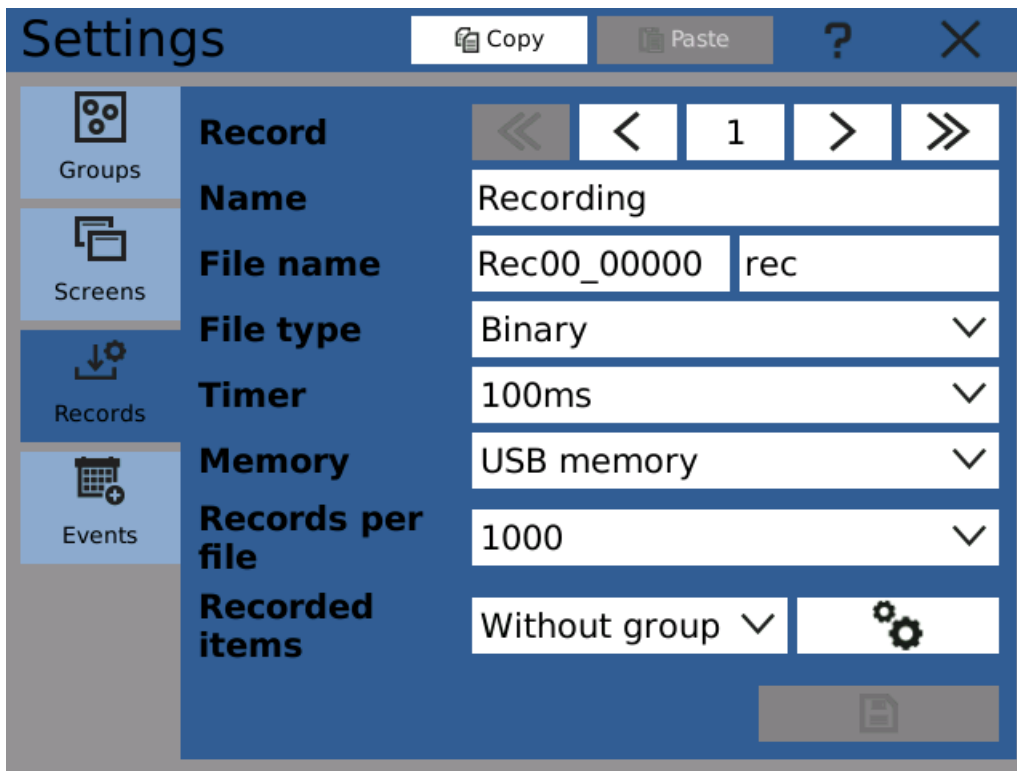 Settings
Copy
Paste
?
Groups
Screens
Records
Events
Record
1
Name
Recording
File name
Rec00_00000
rec
File type
Binary
Timer
100ms
Memory
USB memory
Records per
file
1000
Recorded
items
Without group